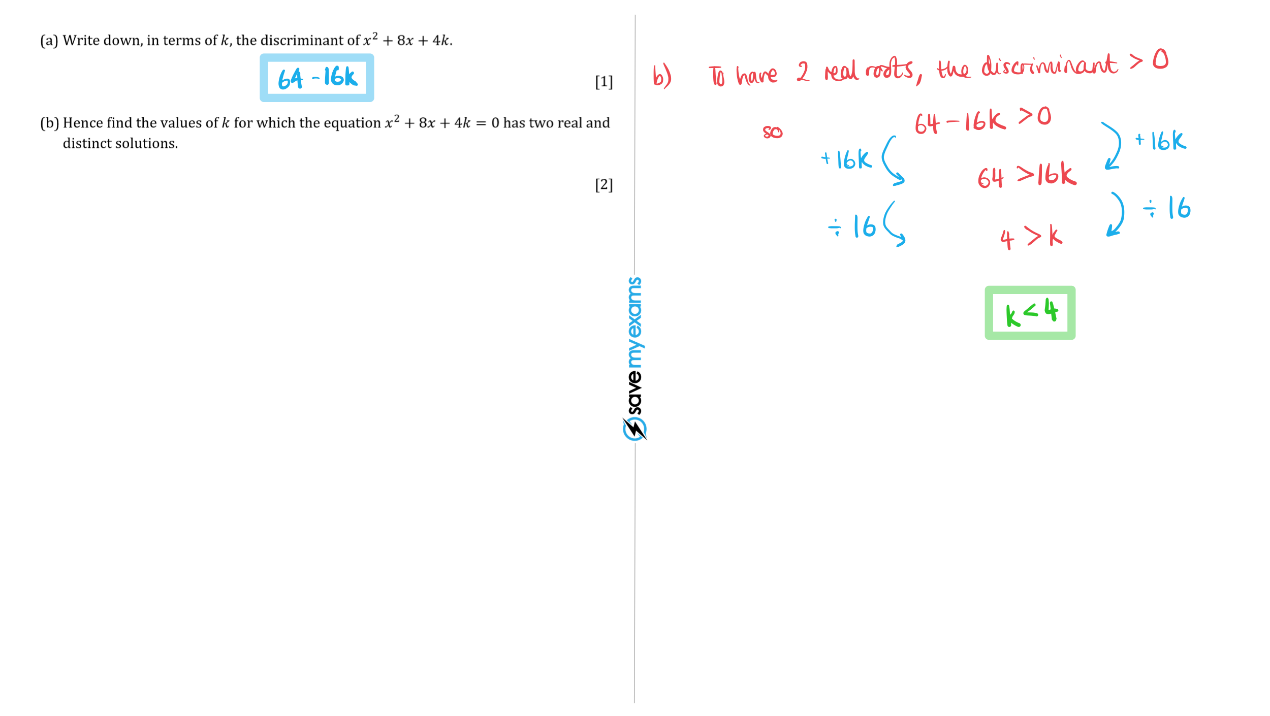 (a) Write down, in terms of k, the discriminant of x² + 8x + 4k.
64 - 16k
[1]
(b) Hence find the values of k for which the equation x² + 8x + 4k = 0 has two real and
distinct solutions.
[2]
save my exams
b) To have 2 real roots, the discriminant > 0
so 64 - 16k > 0
+ 16k + 16k
64 > 16k
÷ 16 ÷ 16
4 > k
k < 4